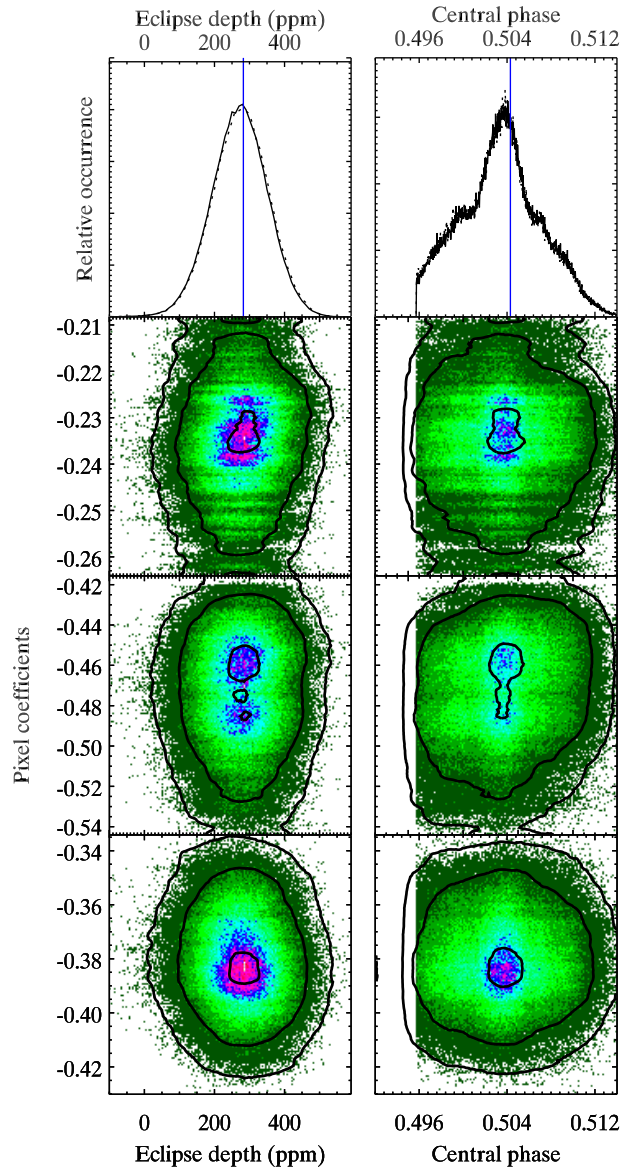 Eclipse depth (ppm)
Central phase
0 200 400
0.496 0.504 0.512
Relative occurrence
-0.21
-0.22
-0.23
-0.24
-0.25
-0.26
-0.42
-0.44
-0.46
-0.48
-0.50
-0.52
-0.54
Pixel coefficients
-0.34
-0.36
-0.38
-0.40
-0.42
0 200 400
0.496 0.504 0.512
Eclipse depth (ppm)
Central phase